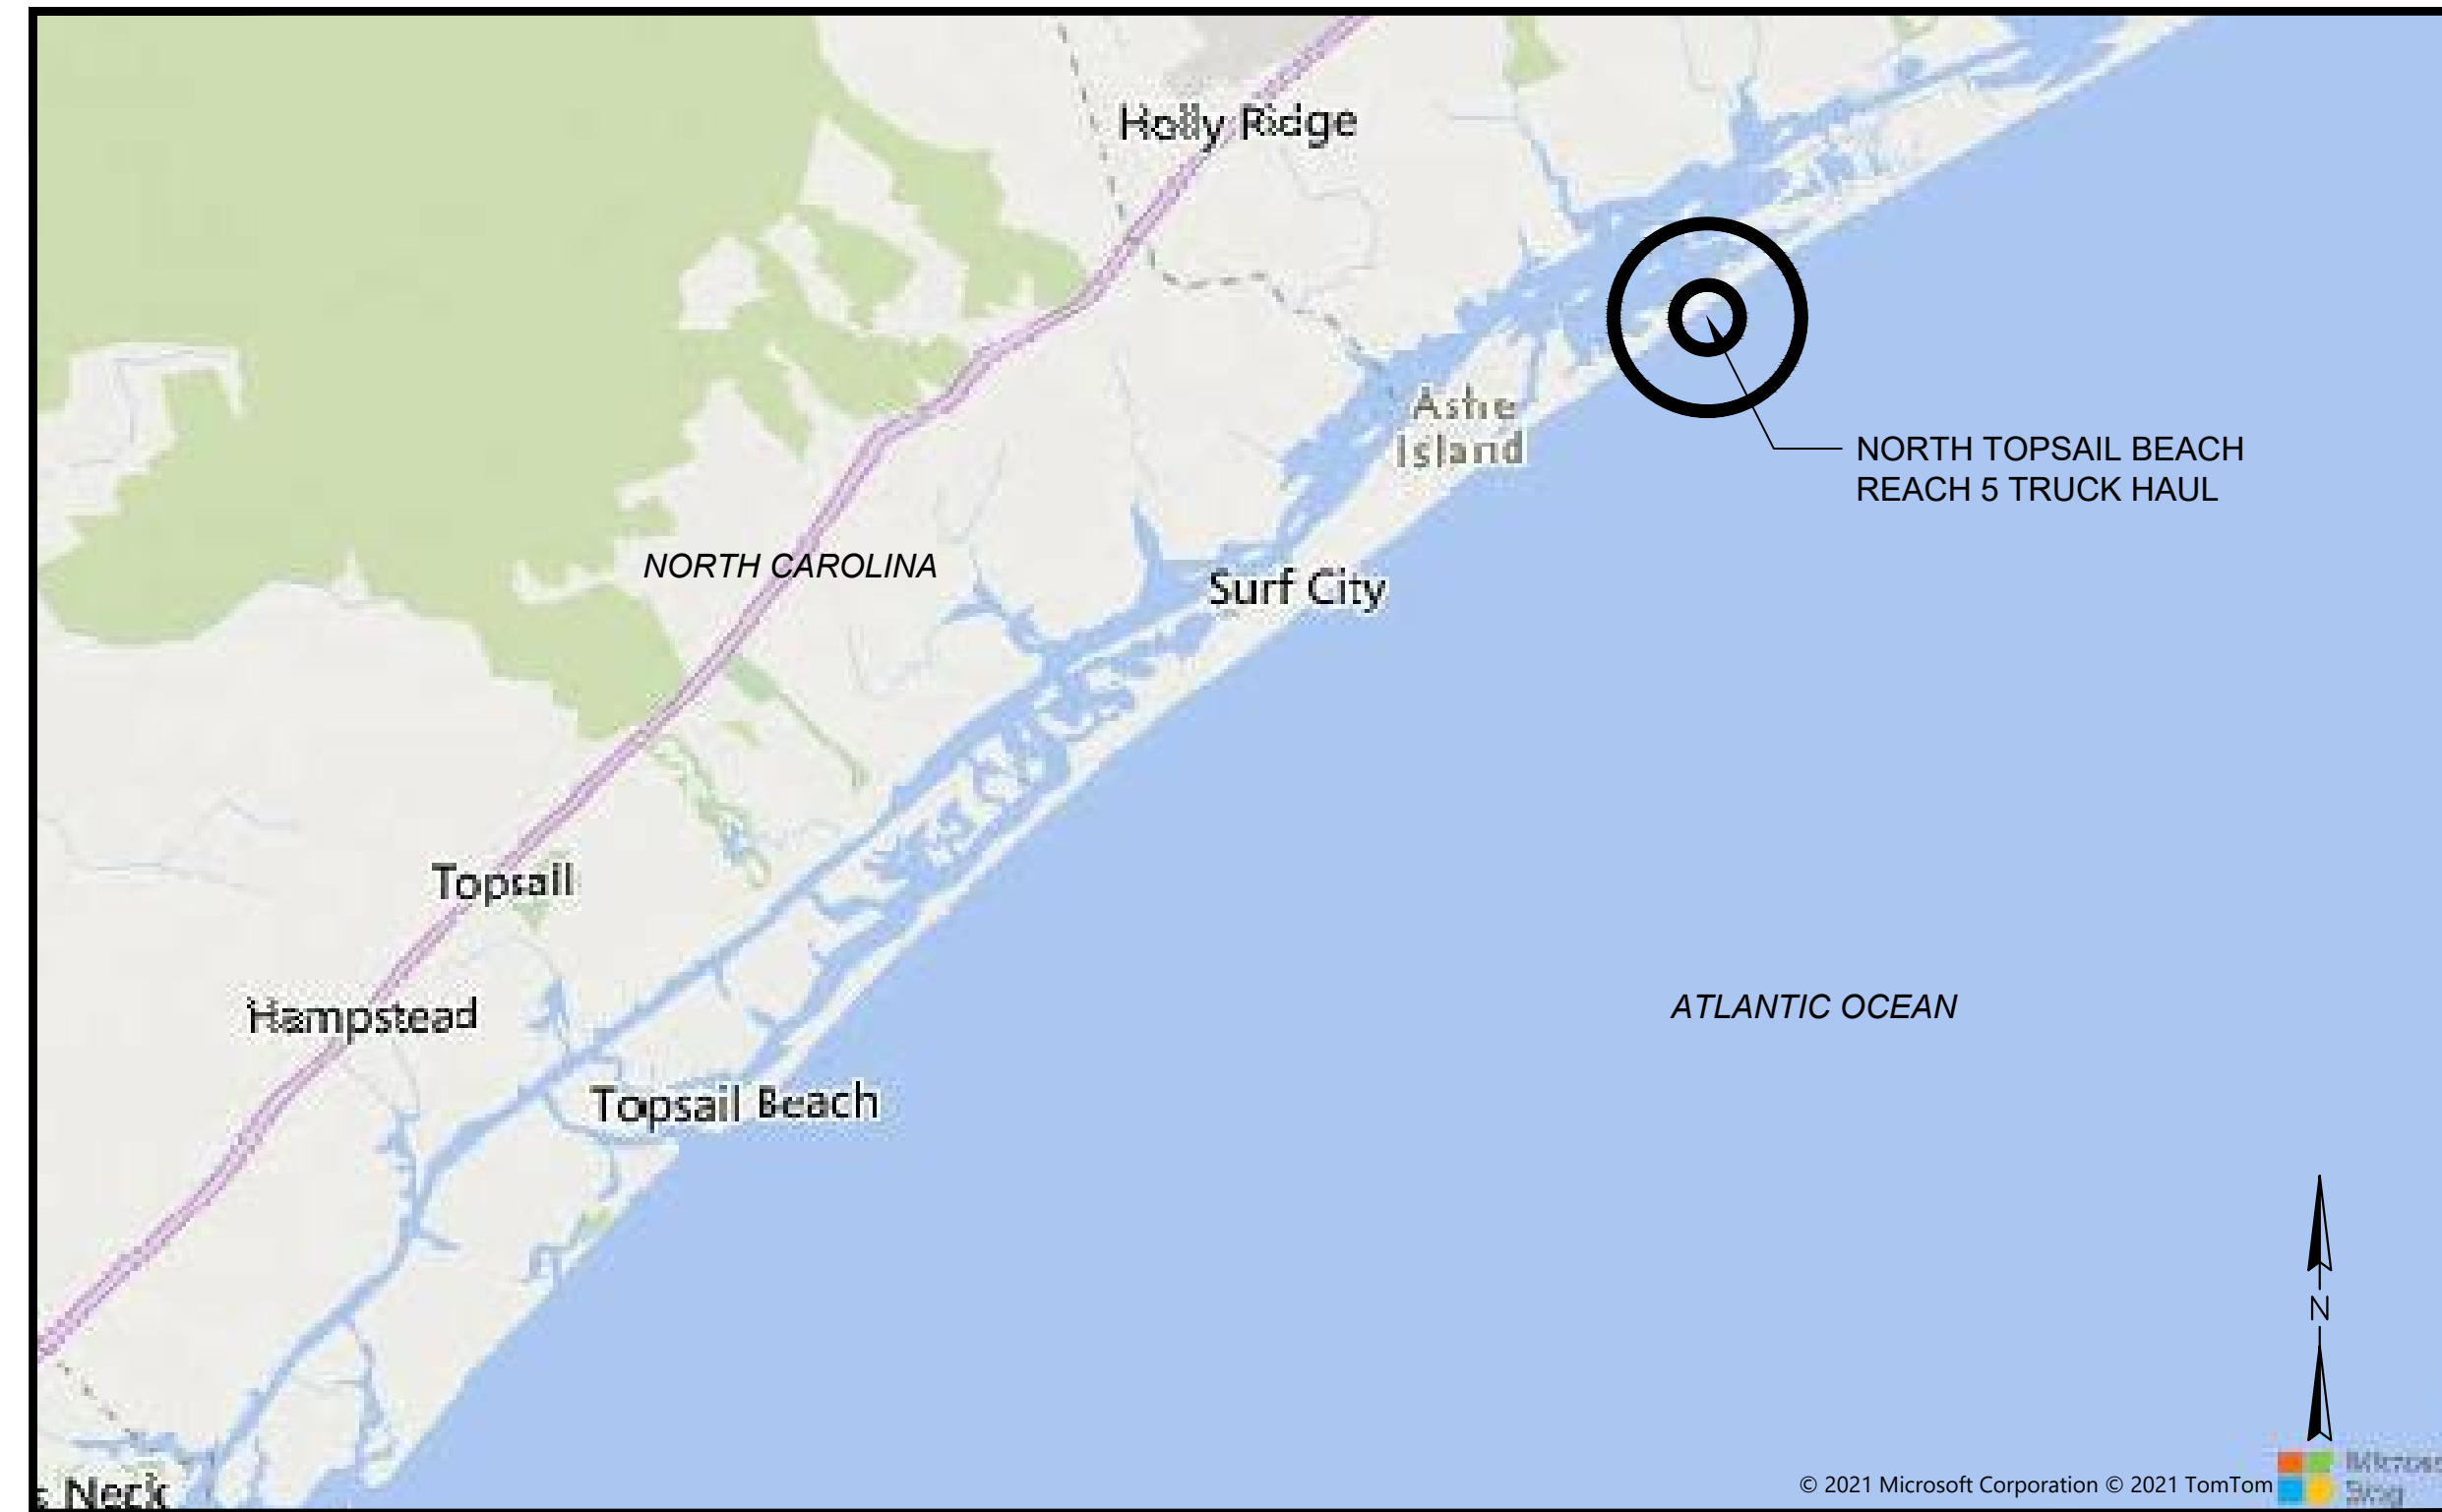 Holly Ridge
Ashe
Island
NORTH TOPSAIL BEACH
REACH 5 TRUCK HAUL
NORTH CAROLINA
Surf City
Topsail
Hampstead
ATLANTIC OCEAN
Topsail Beach
N
Neck
© 2021 Microsoft Corporation © 2021 TomTom
Bing